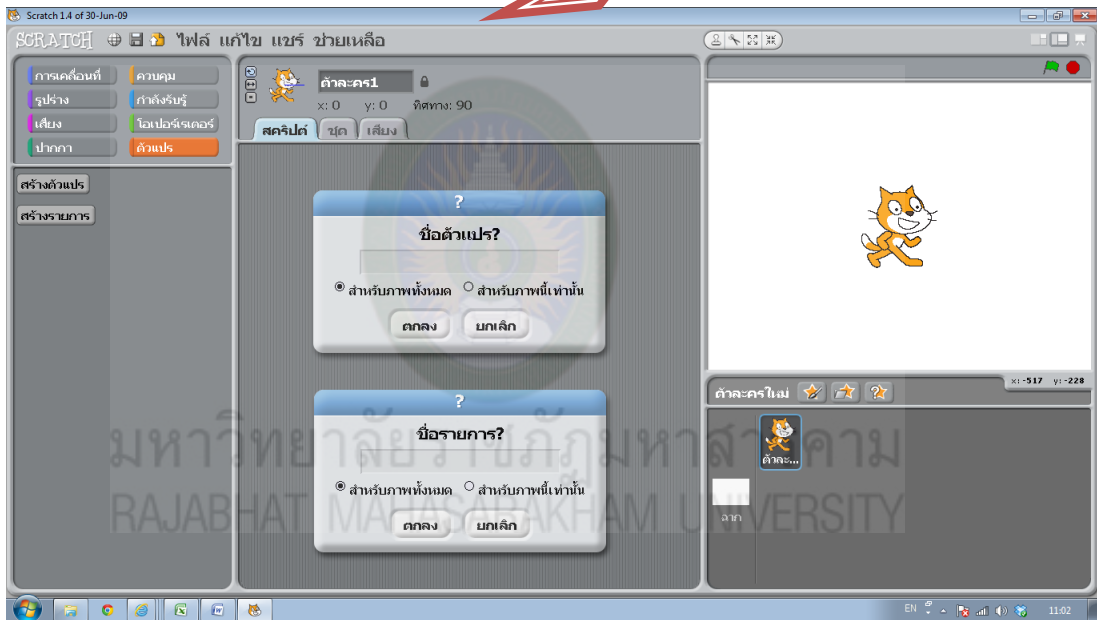 Scratch 1.4 of 30-Jun-09
SCRATCH ไฟล์ แก้ไข แชร์ ช่วยเหลือ
การเคลื่อนที่ ควบคุม
รูปร่าง กำลังรับรู้
เสียง โอเปอร์เรเตอร์
ปากกา ตัวแปร
สร้างตัวแปร
สร้างรายการ
ตัวละคร1
x: 0 y: 0 ทิศทาง: 90
สคริปต์ ชุด เสียง
?
ชื่อตัวแปร?
สำหรับภาพทั้งหมด สำหรับภาพนี้เท่านั้น
ตกลง ยกเลิก
?
ชื่อรายการ?
สำหรับภาพทั้งหมด สำหรับภาพนี้เท่านั้น
ตกลง ยกเลิก
x: -517 y: -228
ตัวละครใหม่
ตัวละ...
ฉาก
มหาวิทยาลัยราชภัฏมหาสารคาม
RAJABHAT MAHASARAKHAM UNIVERSITY
EN 11:02